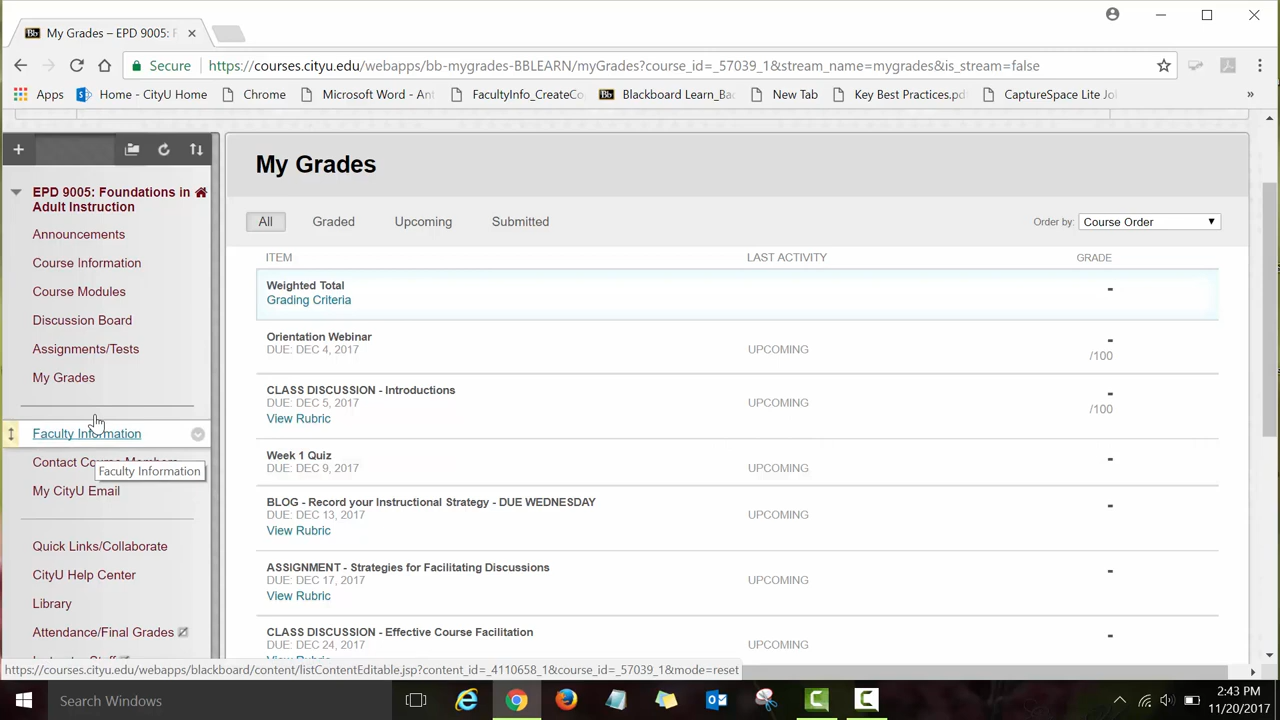 My Grades – EPD 9005: F
Secure
https://courses.cityu.edu/webapps/bb-mygrades-BBLEARN/myGrades?course_id=_57039_1&stream_name=mygrades&is_stream=false
Apps
Home - CityU Home
Chrome
Microsoft Word - Ant
FacultyInfo_CreateCo
Bb
Blackboard Learn_Ba
New Tab
Key Best Practices.pd
CaptureSpace Lite Jo
»
EPD 9005: Foundations in
Adult Instruction
Announcements
Course Information
Course Modules
Discussion Board
Assignments/Tests
My Grades
Faculty Information
Faculty Information
My CityU Email
Quick Links/Collaborate
CityU Help Center
Library
Attendance/Final Grades
My Grades
All
Graded
Upcoming
Submitted
Order by:
Course Order
ITEM
LAST ACTIVITY
GRADE
Weighted Total
-
Grading Criteria
Orientation Webinar
-
DUE: DEC 4, 2017
UPCOMING
/100
CLASS DISCUSSION - Introductions
-
DUE: DEC 5, 2017
UPCOMING
/100
View Rubric
Week 1 Quiz
-
DUE: DEC 9, 2017
UPCOMING
BLOG - Record your Instructional Strategy - DUE WEDNESDAY
-
DUE: DEC 13, 2017
UPCOMING
View Rubric
ASSIGNMENT - Strategies for Facilitating Discussions
-
DUE: DEC 17, 2017
UPCOMING
View Rubric
CLASS DISCUSSION - Effective Course Facilitation
-
DUE: DEC 24, 2017
UPCOMING
https://courses.cityu.edu/webapps/blackboard/content/listContentEditable.jsp?content_id=_4110658_1&course_id=_57039_1&mode=reset
Search Windows
2:43 PM
11/20/2017